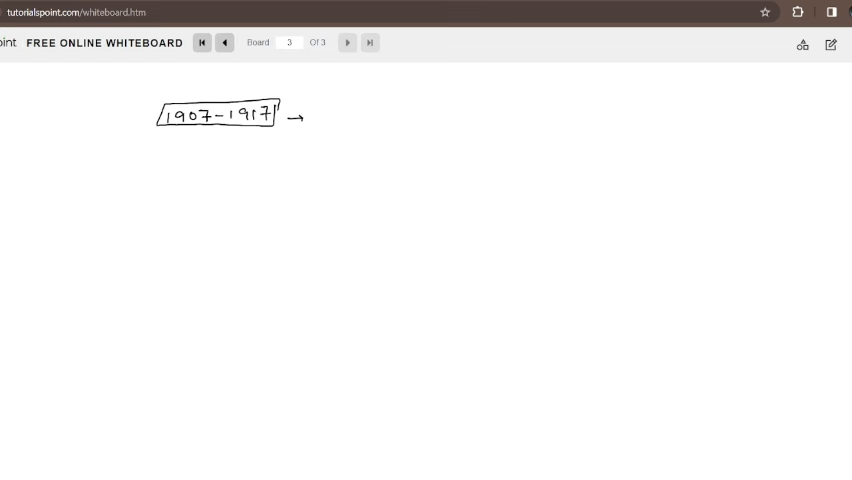 tutorialspoint.com/whiteboard.htm
oint FREE ONLINE WHITEBOARD Board 3 Of 3
1907-1917 →